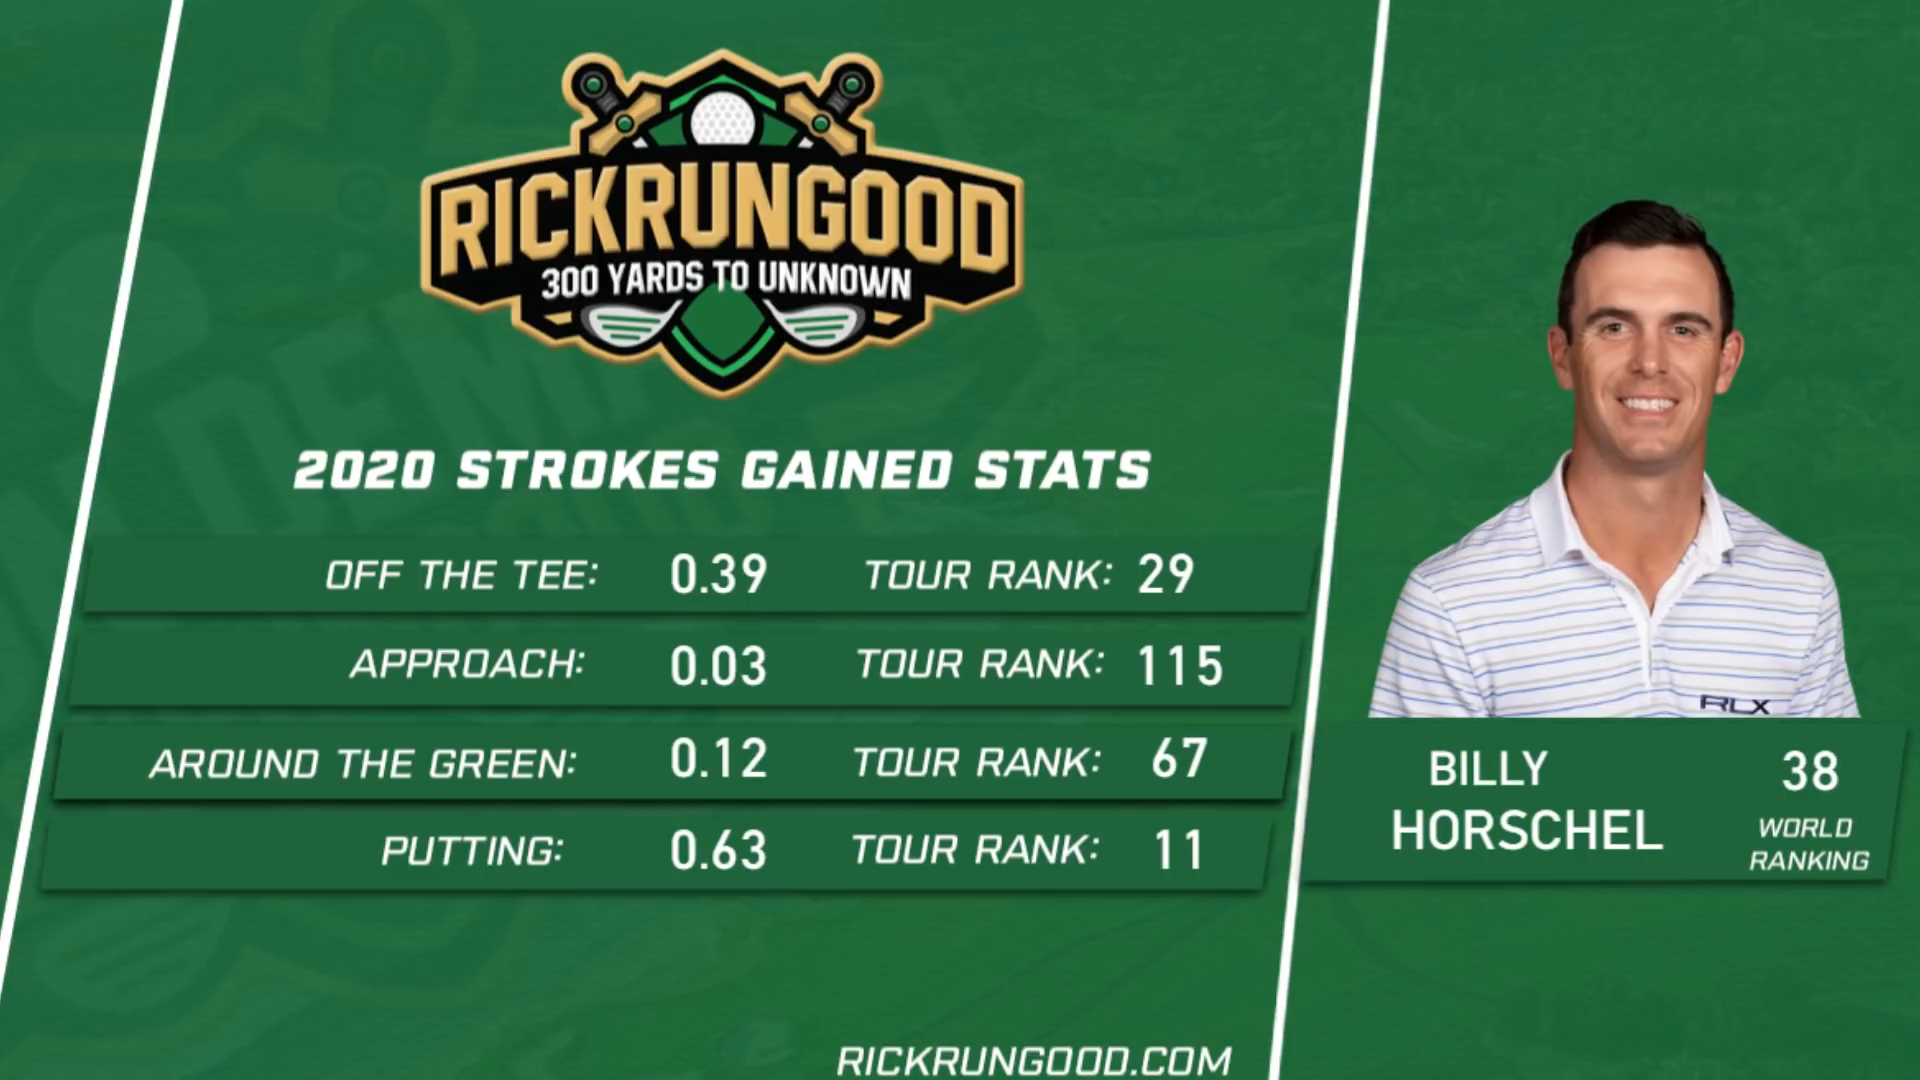 RICKRUNGOOD
300 YARDS TO UNKNOWN
2020 STROKES GAINED STATS
OFF THE TEE: 0.39 TOUR RANK: 29
APPROACH: 0.03 TOUR RANK: 115
AROUND THE GREEN: 0.12 TOUR RANK: 67
PUTTING: 0.63 TOUR RANK: 11
RICKRUNGOOD.COM
RLX
BILLY
HORSCHEL
38
WORLD
RANKING